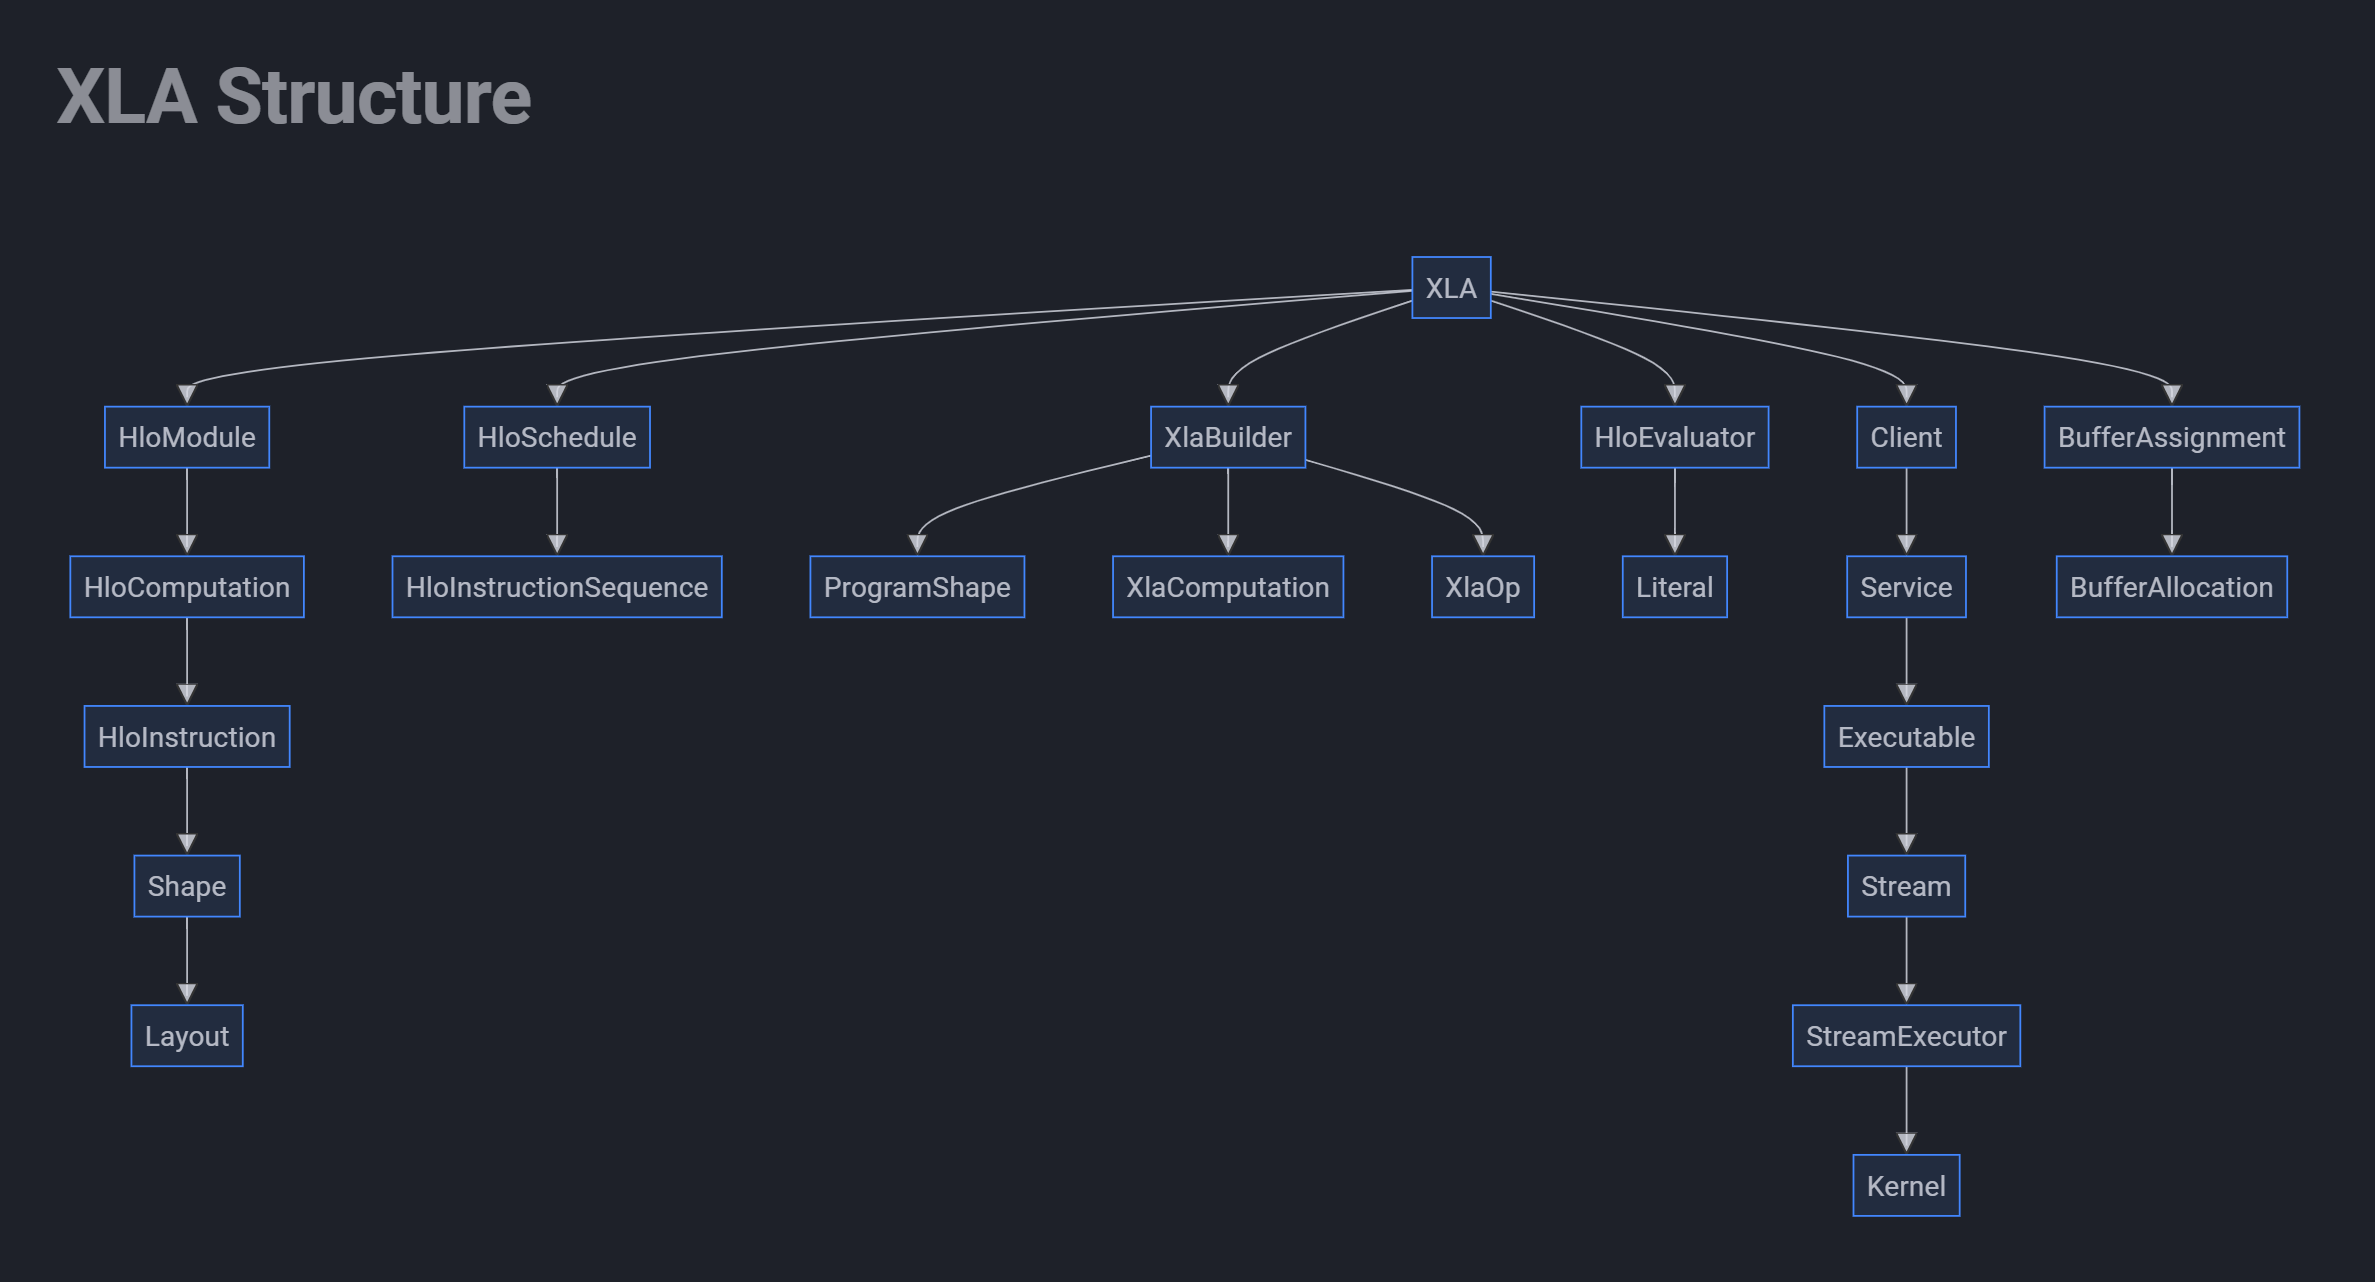 XLA Structure
XLA
HloModule
HloSchedule
XlaBuilder
HloEvaluator
Client
BufferAssignment
HloComputation
HloInstructionSequence
ProgramShape
XlaComputation
XlaOp
Literal
Service
BufferAllocation
HloInstruction
Executable
Shape
Stream
Layout
StreamExecutor
Kernel